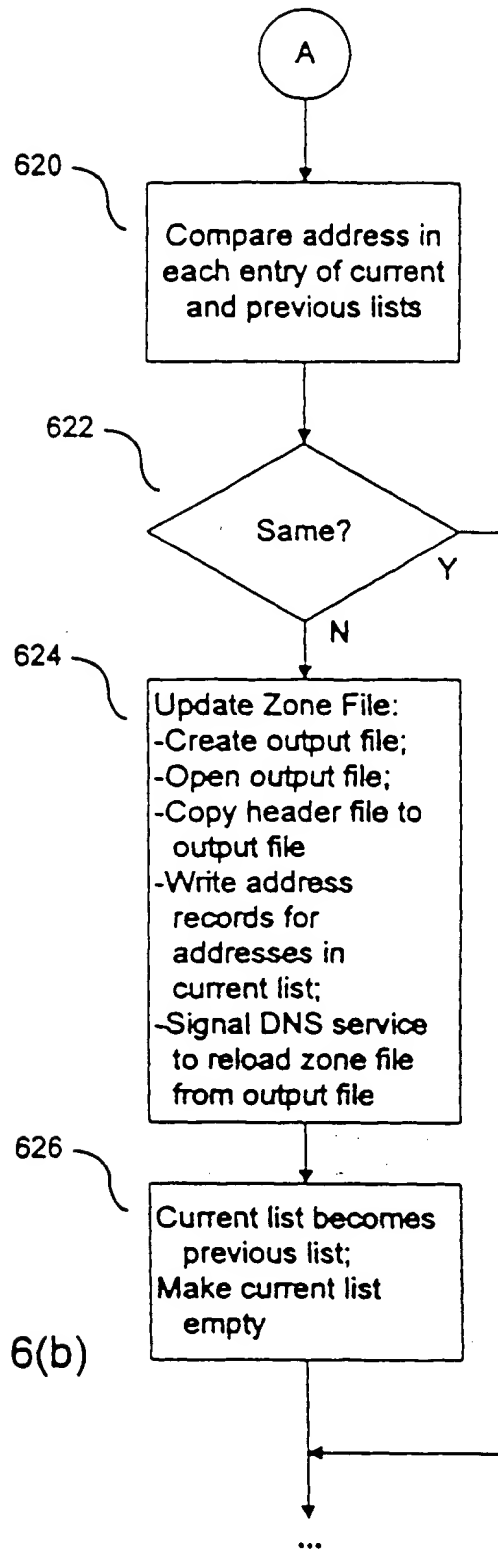 A
620
Compare address in
each entry of current
and previous lists
622
Same?
Y
N
624
Update Zone File:
-Create output file;
-Open output file;
-Copy header file to
output file
-Write address
records for
addresses in
current list;
-Signal DNS service
to reload zone file
from output file
626
Current list becomes
previous list;
Make current list
empty
6(b)
...